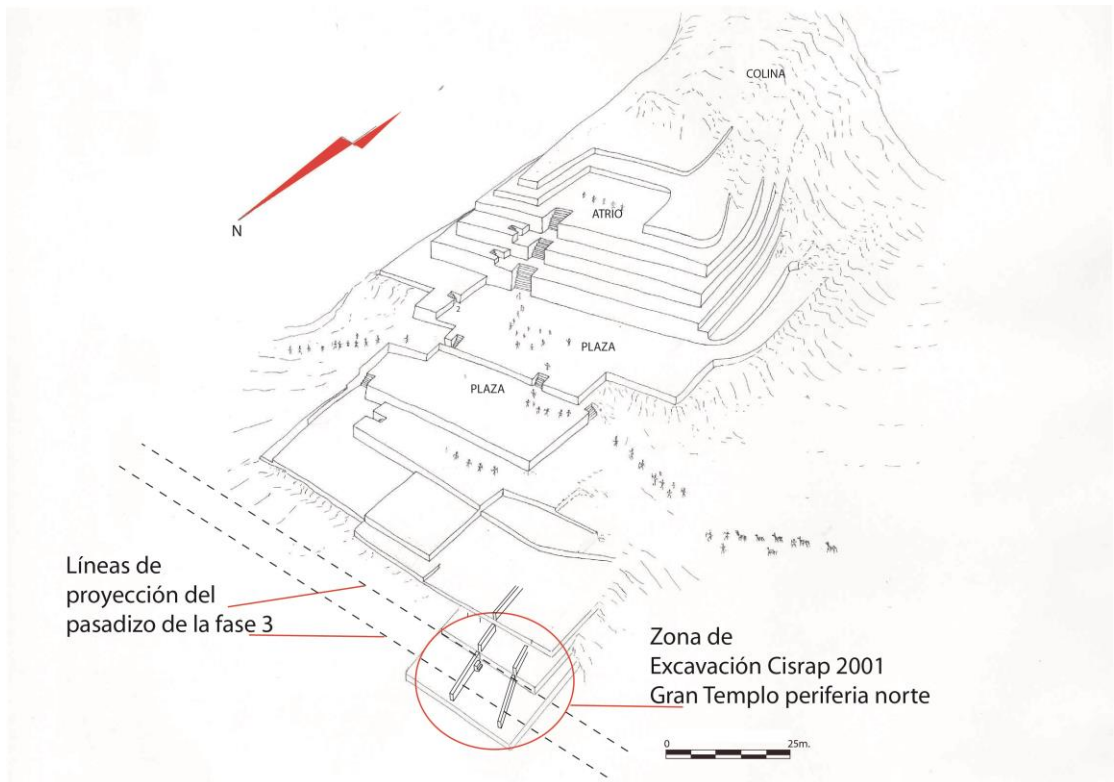 COLINA
N
ATRIO
2
PLAZA
PLAZA
Líneas de
proyección del
pasadizo de la fase 3
Zona de
Excavación Cisrap 2001
Gran Templo periferia norte
0 25m.